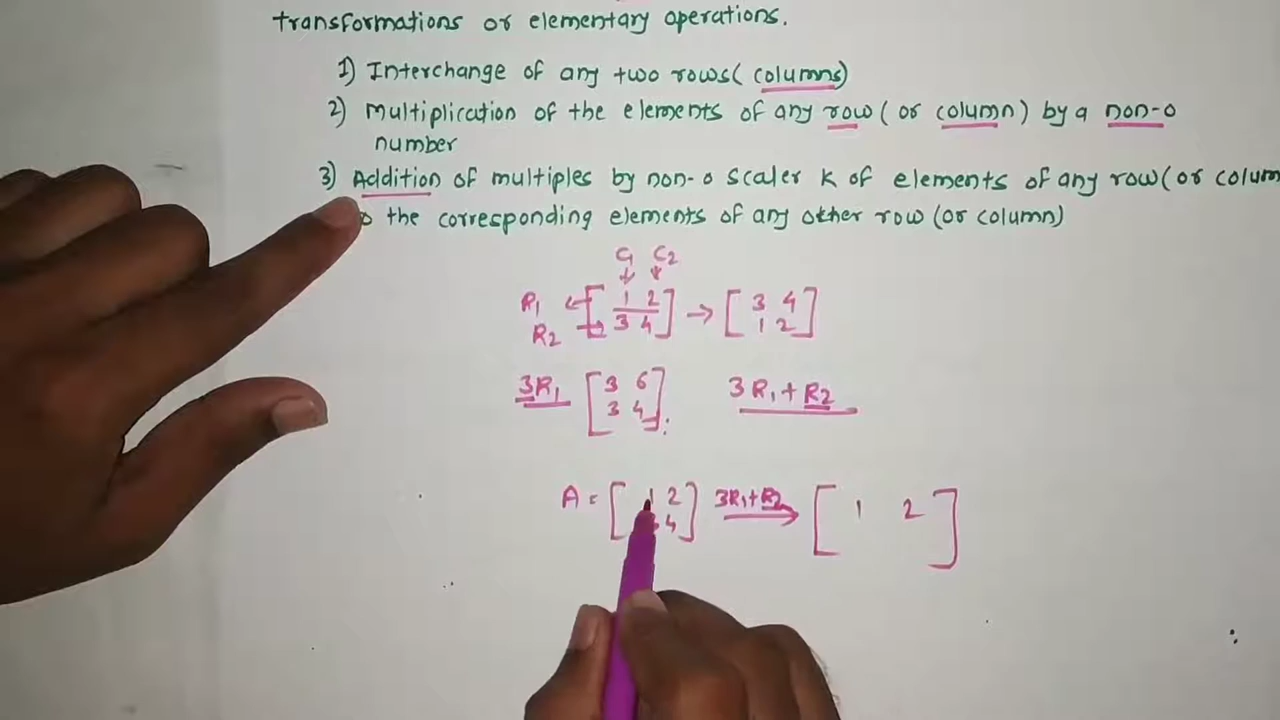 transformations or elementary operations.
1) Interchange of any two rows( columns)
2) Multiplication of the elements of any row ( or column ) by a non-0
number
3) Addition of multiples by non-0 scaler K of elements of any row(or colum
the corresponding elements of any other row (or column)
C1 C2
R1 [ 1 2 ] → [ 3 4 ]
R2 [ 3 4 ] [ 1 2 ]
3R1 [ 3 6 ] 3R1+R2
[ 3 4 ]
A = [ 1 2 ] 3R1+R2 → [ 1 2 ]
4